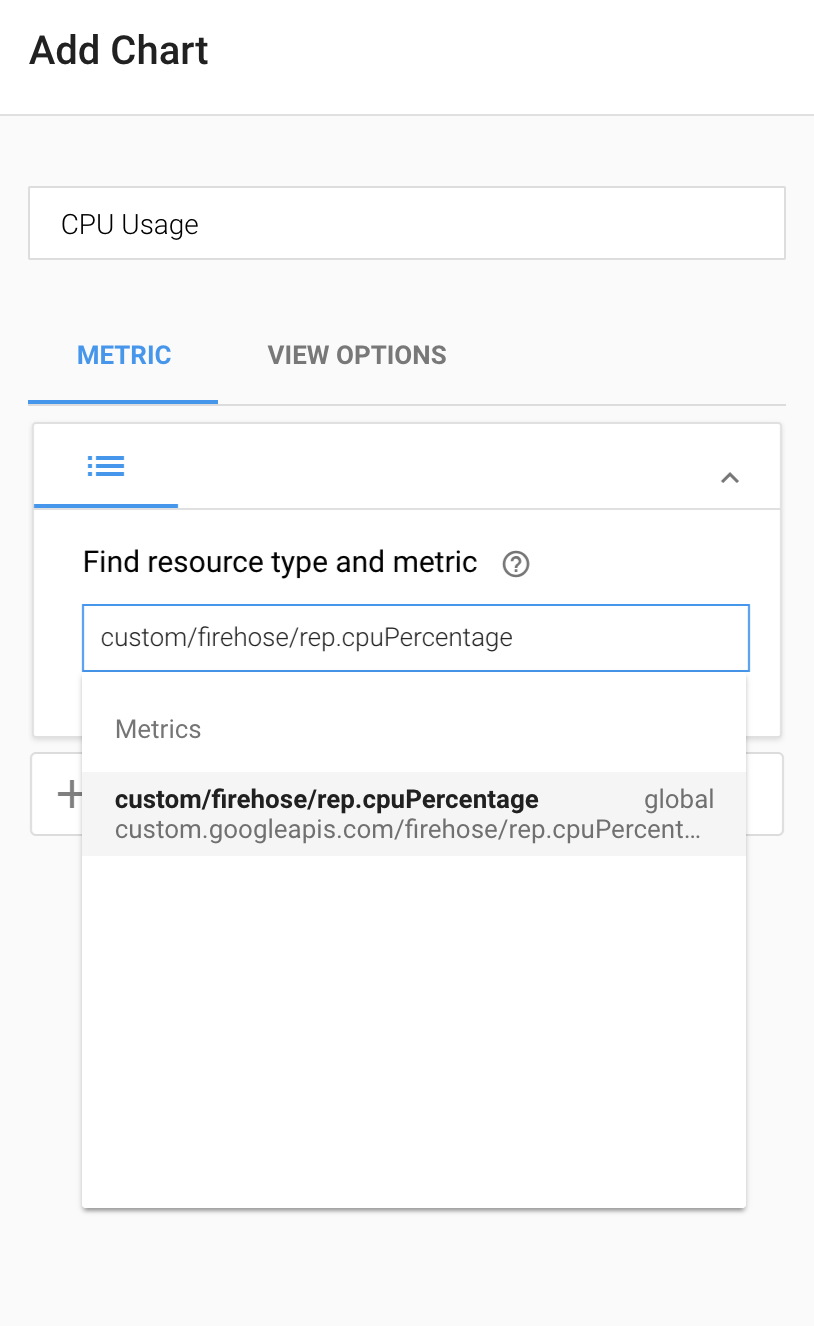 Add Chart
CPU Usage
METRIC VIEW OPTIONS
Find resource type and metric ?
custom/firehose/rep.cpuPercentage
Metrics
custom/firehose/rep.cpuPercentage global
custom.googleapis.com/firehose/rep.cpuPercent...
+